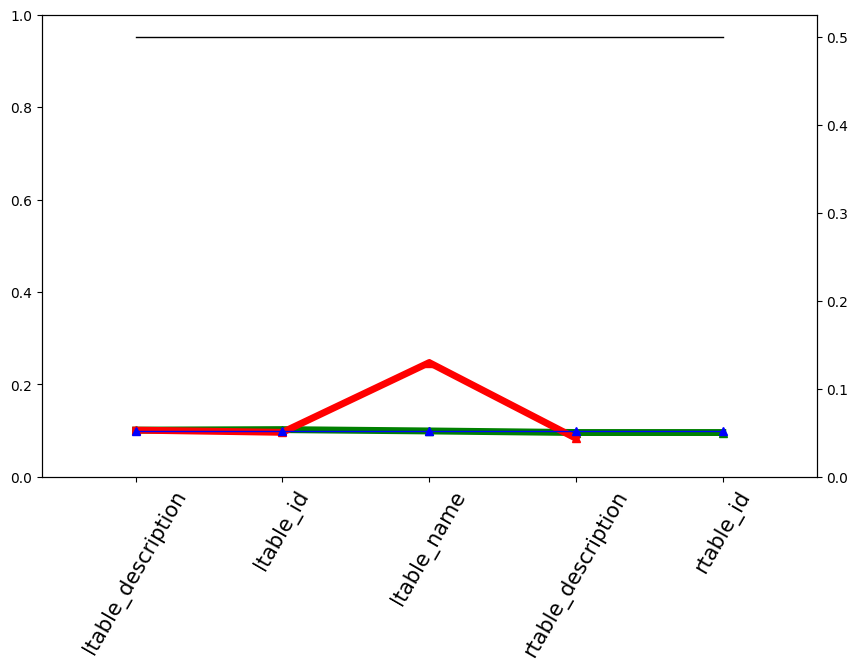 1.0
0.8
0.6
0.4
0.2
0.0
0.5
0.4
0.3
0.2
0.1
0.0
ltable_description
ltable_id
ltable_name
rtable_description
rtable_id